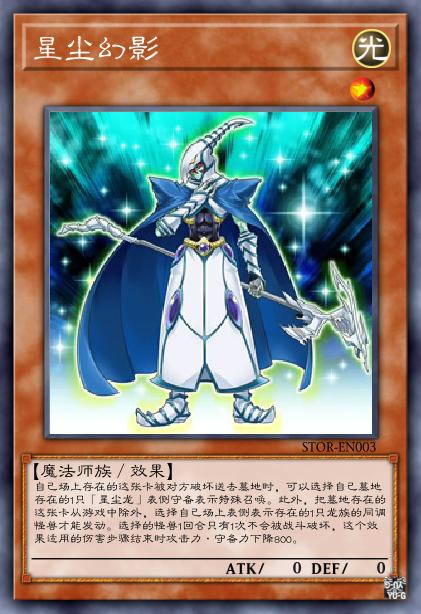 星尘幻影
光
STOR-EN003
【魔法师族／效果】
自己场上存在的这张卡被对方破坏送去墓地时，可以选择自己墓地
存在的1只「星尘龙」表侧守备表示特殊召唤。此外，把墓地存在的
这张卡从游戏中除外，选择自己场上表侧表示存在的1只龙族的同调
怪兽才能发动。选择的怪兽1回合只有1次不会被战斗破坏，这个效
果适用的伤害步骤结束时攻击力·守备力下降800。
ATK/ 0 DEF/ 0